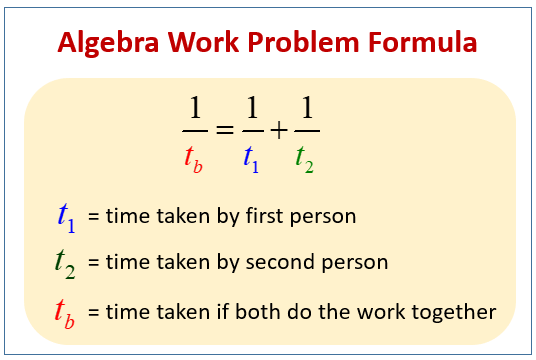 Algebra Work Problem Formula
1/t_b = 1/t_1 + 1/t_2
t_1 = time taken by first person
t_2 = time taken by second person
t_b = time taken if both do the work together